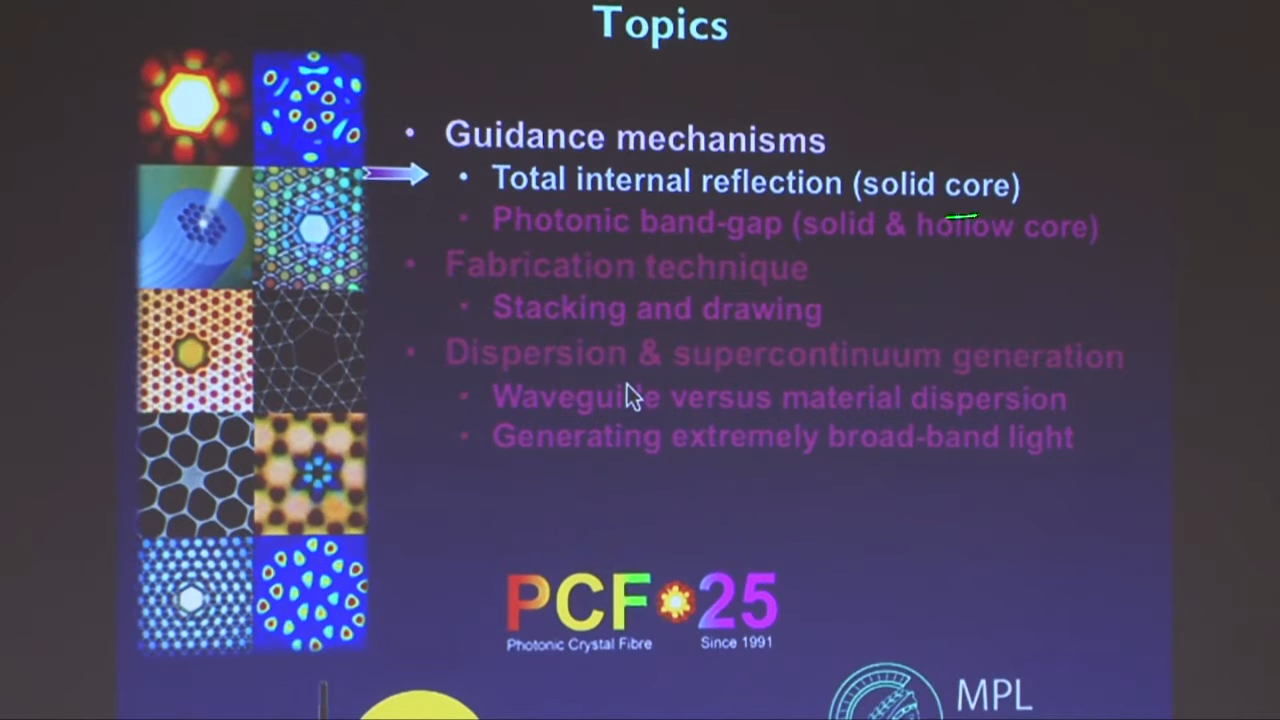 Topics
• Guidance mechanisms
• Total internal reflection (solid core)
• Photonic band-gap (solid & hollow core)
• Fabrication technique
• Stacking and drawing
• Dispersion & supercontinuum generation
• Waveguide versus material dispersion
• Generating extremely broad-band light
PCF 25
Photonic Crystal Fibre Since 1991
MPL